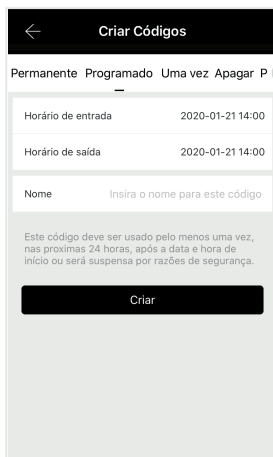 Criar Códigos
Permanente Programado Uma vez Apagar P
Horário de entrada 2020-01-21 14:00
Horário de saída 2020-01-21 14:00
Nome Insira o nome para este código
Este código deve ser usado pelo menos uma vez,
nas proximas 24 horas, após a data e hora de
início ou será suspensa por razões de segurança.
Criar